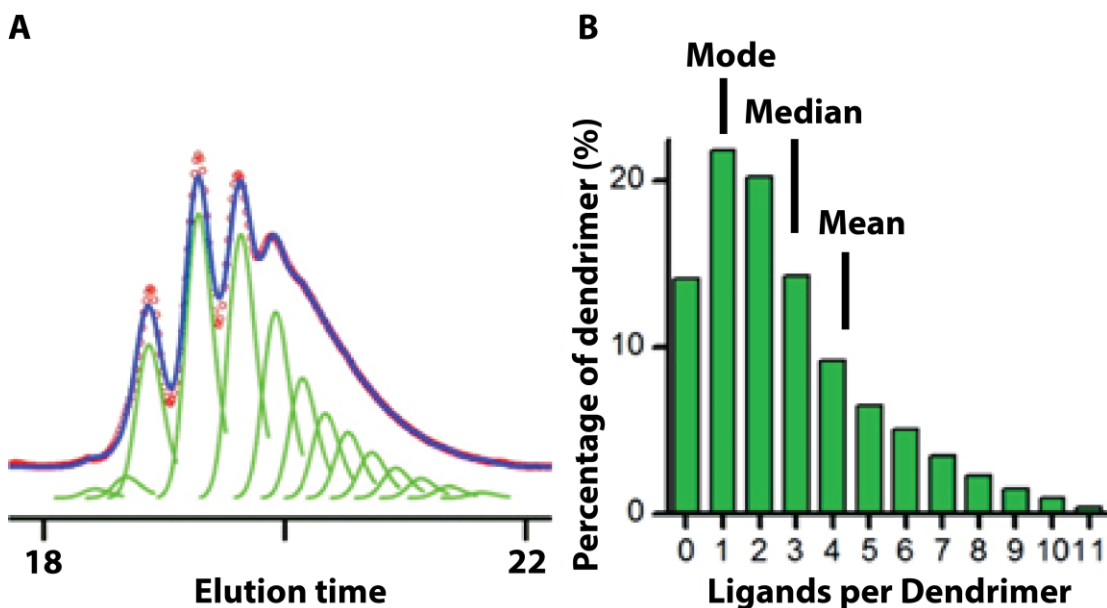 A
18
22
Elution time
B
Mode
Median
Mean
Percentage of dendrimer (%)
20
10
0
0 1 2 3 4 5 6 7 8 9 10 11
Ligands per Dendrimer